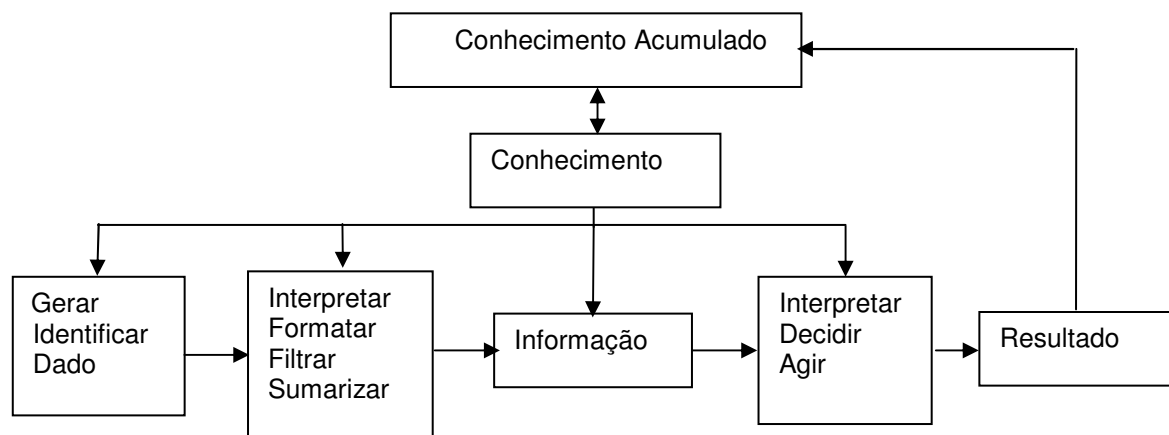 Conhecimento Acumulado
Conhecimento
Gerar
Identificar
Dado
Interpretar
Formatar
Filtrar
Sumarizar
Informação
Interpretar
Decidir
Agir
Resultado